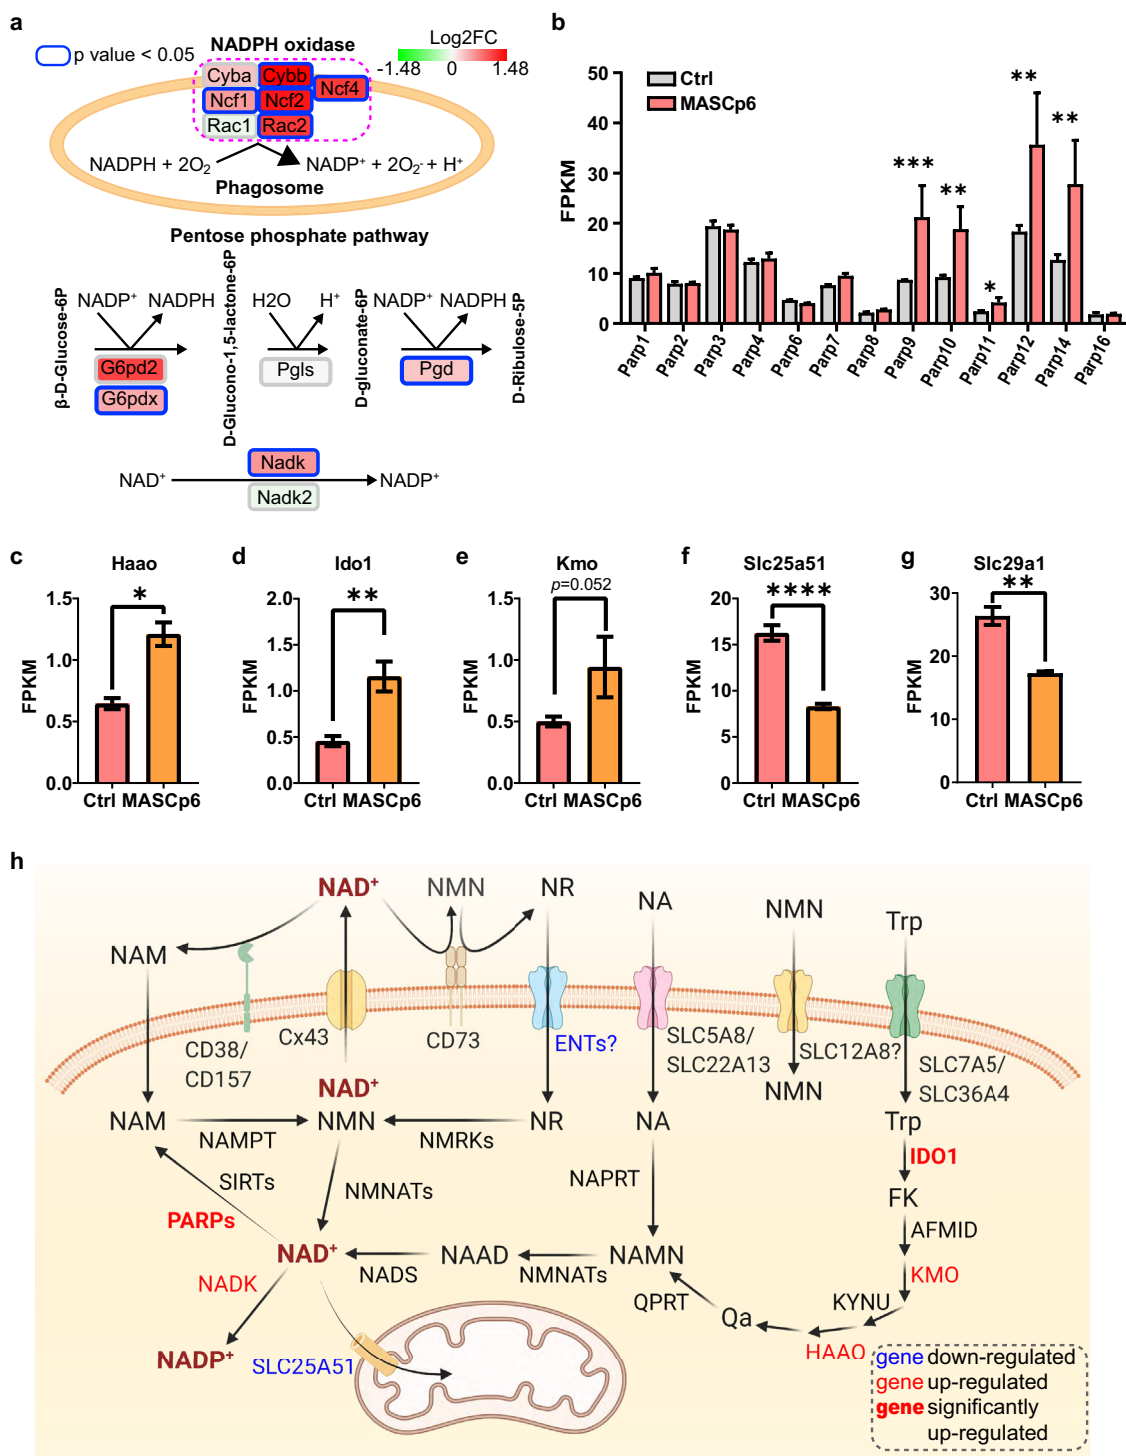 a
p value < 0.05
NADPH oxidase
Log2FC
-1.48 0 1.48
Cyba Cybb
Ncf4
Ncf1 Ncf2
Rac1 Rac2
NADPH + 2O₂ NADP⁺ + 2O₂⁻ + H⁺
Phagosome
Pentose phosphate pathway
β-D-Glucose-6P
NADP⁺ NADPH
G6pd2
G6pdx
D-Glucono-1,5-lactone-6P
H2O H⁺
Pgls
D-gluconate-6P
NADP⁺ NADPH
Pgd
D-Ribulose-5P
Nadk
NAD⁺ NADP⁺
Nadk2
b
Ctrl
MASCp6
FPKM
50
40
30
20
10
0
***
**
*
**
**
Parp1 Parp2 Parp3 Parp4 Parp6 Parp7 Parp8 Parp9 Parp10 Parp11 Parp12 Parp14 Parp16
c
Haao
*
FPKM
1.5
1.0
0.5
0.0
Ctrl MASCp6
d
Ido1
**
FPKM
2.0
1.5
1.0
0.5
0.0
Ctrl MASCp6
e
Kmo
p=0.052
FPKM
1.5
1.0
0.5
0.0
Ctrl MASCp6
f
Slc25a51
****
FPKM
20
15
10
5
0
Ctrl MASCp6
g
Slc29a1
**
FPKM
30
20
10
0
Ctrl MASCp6
h
NAD⁺ NMN NR NA NMN Trp
NAM
CD38/
CD157
Cx43
CD73
ENTs?
SLC5A8/
SLC22A13
SLC12A8?
SLC7A5/
SLC36A4
NAD⁺
NMN
NAM NMN NR NA Trp
NAMPT
NMRKs
IDO1
SIRTs
NMNATs
NAPRT
FK
PARPs
AFMID
NAD⁺ NAAD NAMN
NADS
NMNATs
KMO
NADK
QPRT
KYNU
Qa
HAAO
NADP⁺
SLC25A51
gene down-regulated
gene up-regulated
gene significantly
up-regulated